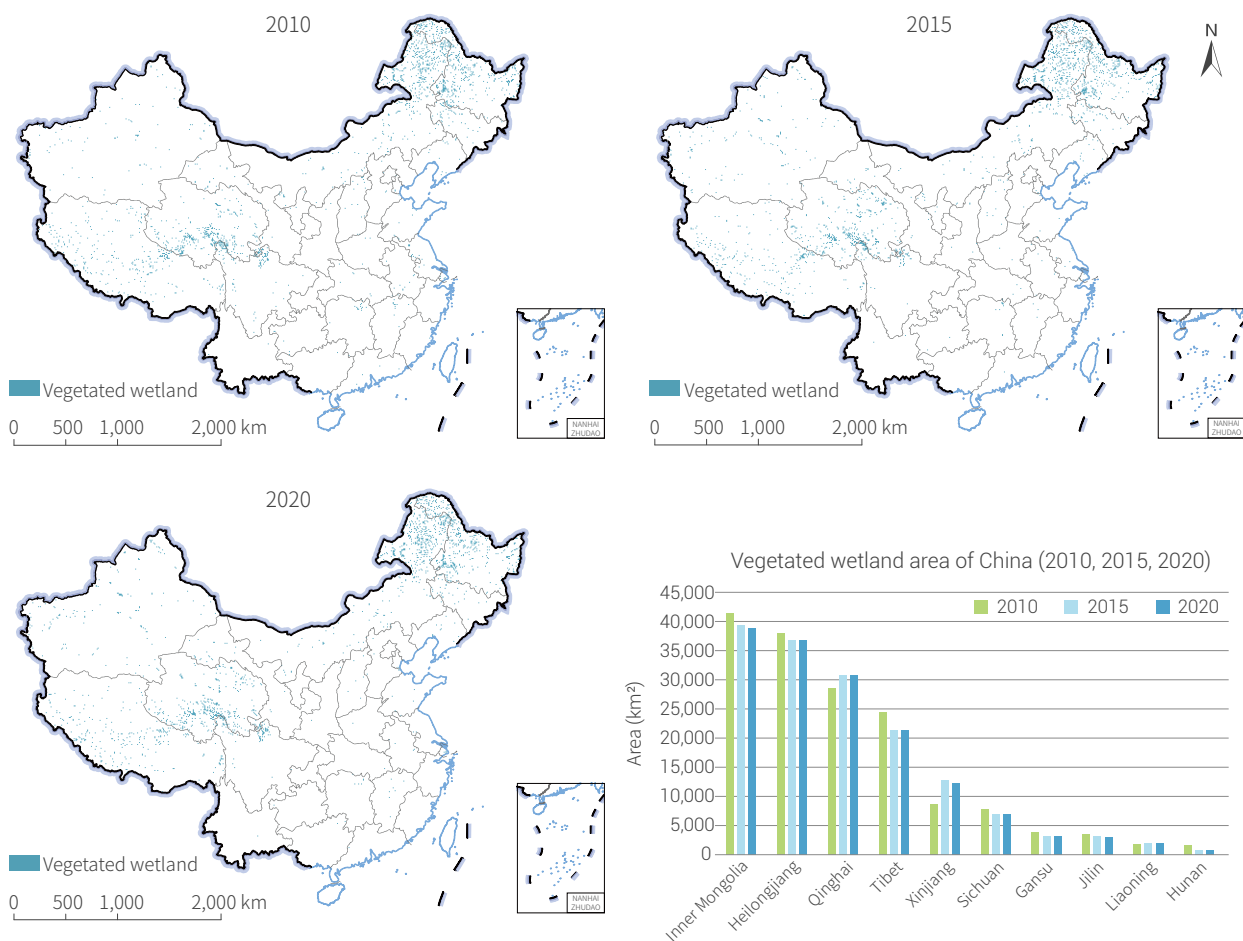 2010
Vegetated wetland
0 500 1,000 2,000 km
NANHAI
ZHUDAO
2015
N
Vegetated wetland
0 500 1,000 2,000 km
NANHAI
ZHUDAO
2020
Vegetated wetland
0 500 1,000 2,000 km
NANHAI
ZHUDAO
Vegetated wetland area of China (2010, 2015, 2020)
2010 2015 2020
Area (km²)
45,000
40,000
35,000
30,000
25,000
20,000
15,000
10,000
5,000
0
Inner Mongolia
Heilongjiang
Qinghai
Tibet
Xinjiang
Sichuan
Gansu
Jilin
Liaoning
Hunan